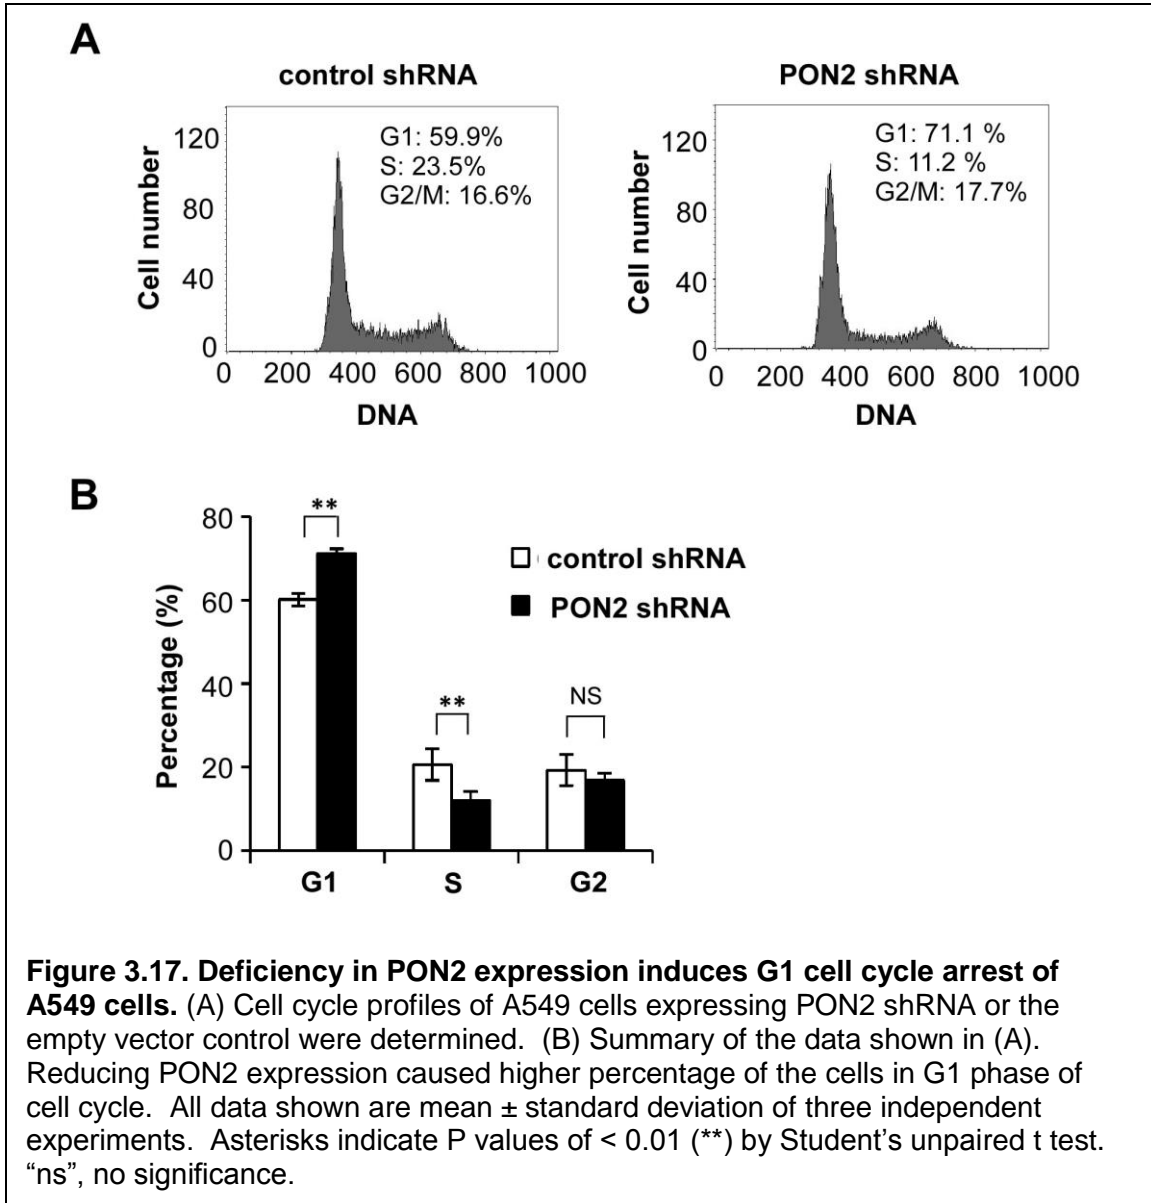 A
control shRNA
PON2 shRNA
G1: 59.9%
S: 23.5%
G2/M: 16.6%
Cell number
120
80
40
0
0 200 400 600 800 1000
DNA
G1: 71.1 %
S: 11.2 %
G2/M: 17.7%
Cell number
120
80
40
0
0 200 400 600 800 1000
DNA
B
Percentage (%)
80
60
40
20
0
**
**
NS
control shRNA
PON2 shRNA
G1 S G2
Figure 3.17. Deficiency in PON2 expression induces G1 cell cycle arrest of
A549 cells. (A) Cell cycle profiles of A549 cells expressing PON2 shRNA or the
empty vector control were determined. (B) Summary of the data shown in (A).
Reducing PON2 expression caused higher percentage of the cells in G1 phase of
cell cycle. All data shown are mean ± standard deviation of three independent
experiments. Asterisks indicate P values of < 0.01 (**) by Student’s unpaired t test.
“ns”, no significance.